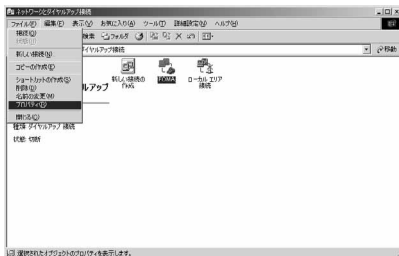 ネットワークとダイヤルアップ接続
ファイル(F) 編集(E) 表示(V) お気に入り(A) ツール(T) 詳細設定(N) ヘルプ(H)
接続(O)
新しい接続(N)
コピーの作成(C)
ショートカットの作成(S)
削除(D)
名前の変更(M)
プロパティ(R)
閉じる(C)
検索 フォルダ
イヤルアップ接続
移動
ルアップ
新しい接続の
作成
FOMA
ローカル エリア
接続
種類: ダイヤルアップ 接続
状態: 切断
選択されたオブジェクトのプロパティを表示します。